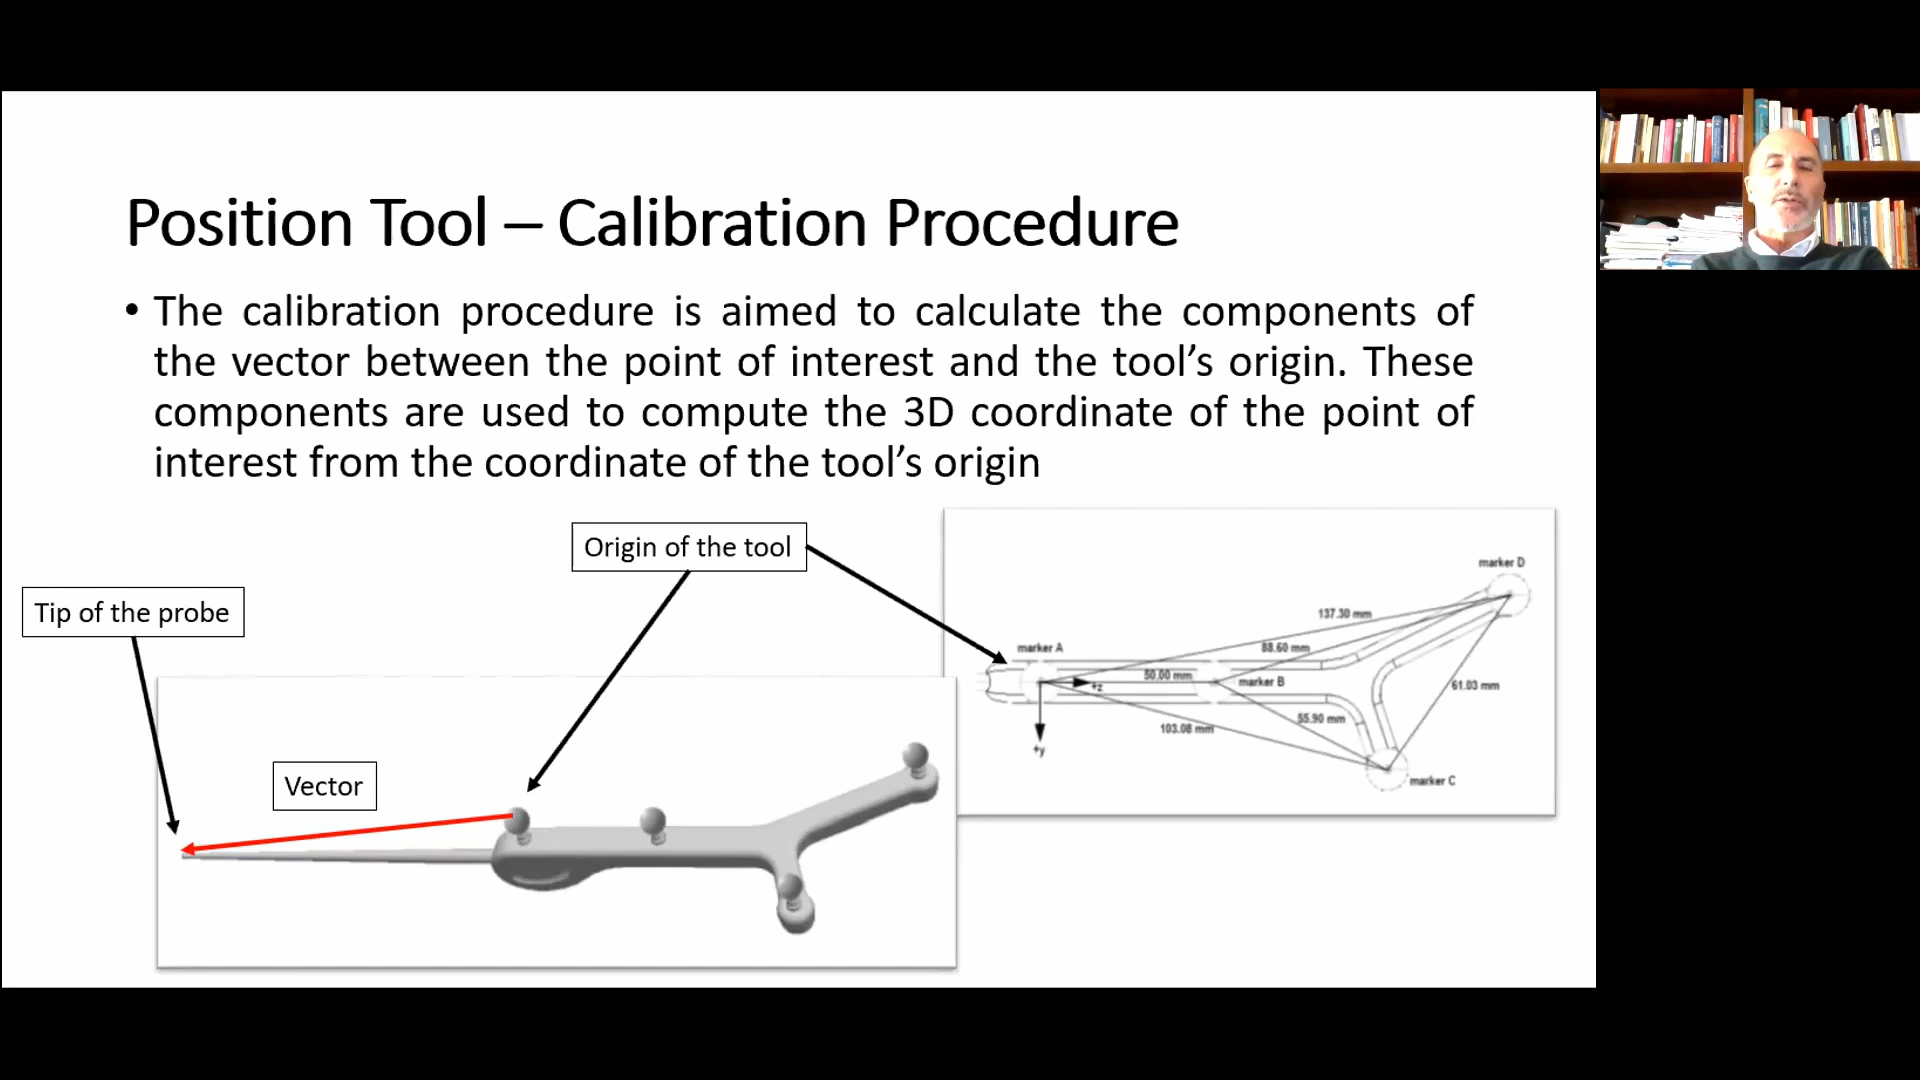 Position Tool – Calibration Procedure
• The calibration procedure is aimed to calculate the components of
the vector between the point of interest and the tool’s origin. These
components are used to compute the 3D coordinate of the point of
interest from the coordinate of the tool’s origin
Origin of the tool
Tip of the probe
Vector
marker D
137.30 mm
marker A
88.60 mm
50.00 mm
+z
marker B
61.03 mm
55.90 mm
103.08 mm
+y
marker C